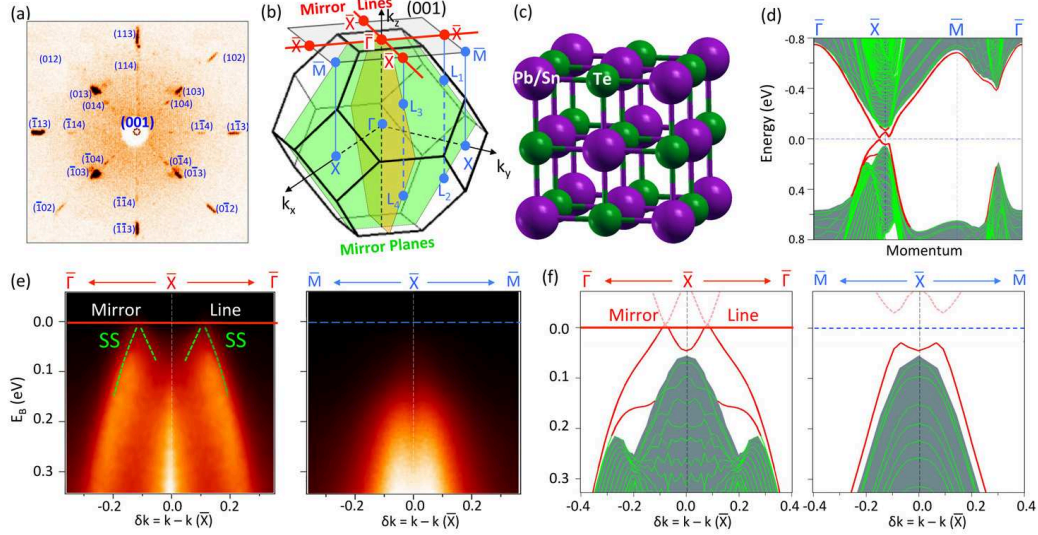 (a)
(113)
(012)
(114)
(102)
(013)
(014)
(103)
(104)
(001)
(1̅13)
(1̅14)
(11̅4)
(11̅3)
(1̅04)
(1̅03)
(01̅4)
(01̅3)
(1̅1̅4)
(1̅02)
(01̅2)
(1̅1̅3)
(b)
Mirror Lines
k_z
(001)
X̅
X̅
Γ̅
X̅
X̅
M̅
M̅
L₁
L₃
Γ
X
X
k_y
L₂
L₄
k_x
Mirror Planes
(c)
Pb/Sn
Te
(d)
Γ̅ X̅ M̅ Γ̅
-0.8
-0.4
0.0
0.4
0.8
Energy (eV)
Momentum
(e)
Γ̅ X̅ Γ̅
Mirror Line
SS SS
0.0
0.1
0.2
0.3
E_B (eV)
-0.2 0.0 0.2
δk = k – k (X̅)
M̅ X̅ M̅
-0.2 0.0 0.2
δk = k – k (X̅)
(f)
Γ̅ X̅ Γ̅
Mirror Line
0.0
0.1
0.2
0.3
-0.4 -0.2 0.0 0.2 0.4
δk = k – k (X̅)
M̅ X̅ M̅
-0.4 -0.2 0.0 0.2 0.4
δk = k – k (X̅)